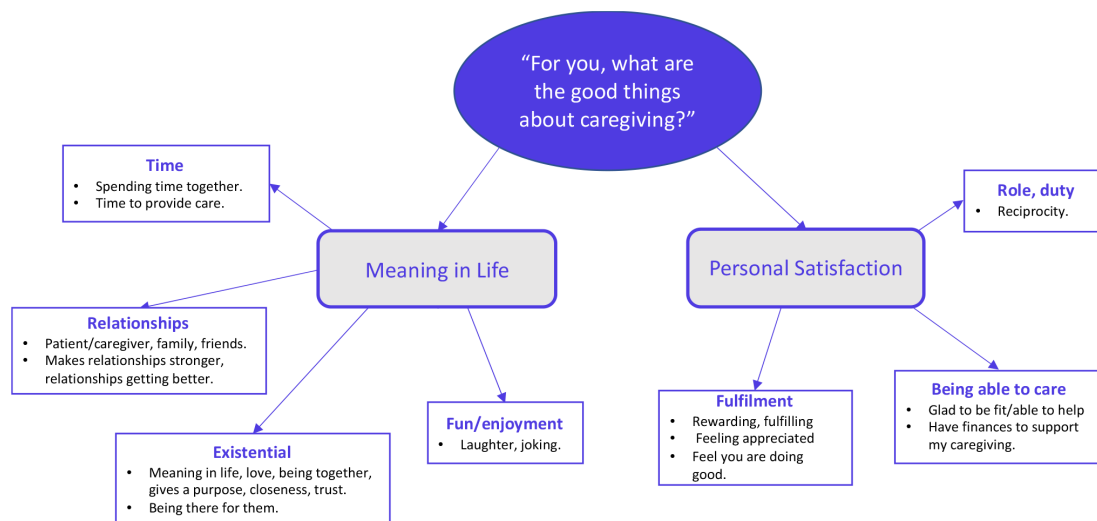 “For you, what are
the good things
about caregiving?”
Time
• Spending time together.
• Time to provide care.
Role, duty
• Reciprocity.
Meaning in Life
Personal Satisfaction
Relationships
• Patient/caregiver, family, friends.
• Makes relationships stronger,
relationships getting better.
Existential
• Meaning in life, love, being together,
gives a purpose, closeness, trust.
• Being there for them.
Fun/enjoyment
• Laughter, joking.
Fulfilment
• Rewarding, fulfilling
• Feeling appreciated
• Feel you are doing
good.
Being able to care
• Glad to be fit/able to help
• Have finances to support
my caregiving.